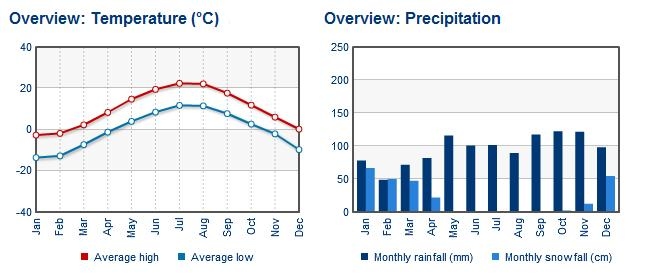 Overview: Temperature (°C)
40
20
0
-20
-40
Jan
Feb
Mar
Apr
May
Jun
Jul
Aug
Sep
Oct
Nov
Dec
Average high
Average low
Overview: Precipitation
250
200
150
100
50
0
Jan
Feb
Mar
Apr
May
Jun
Jul
Aug
Sep
Oct
Nov
Dec
Monthly rainfall (mm)
Monthly snowfall (cm)